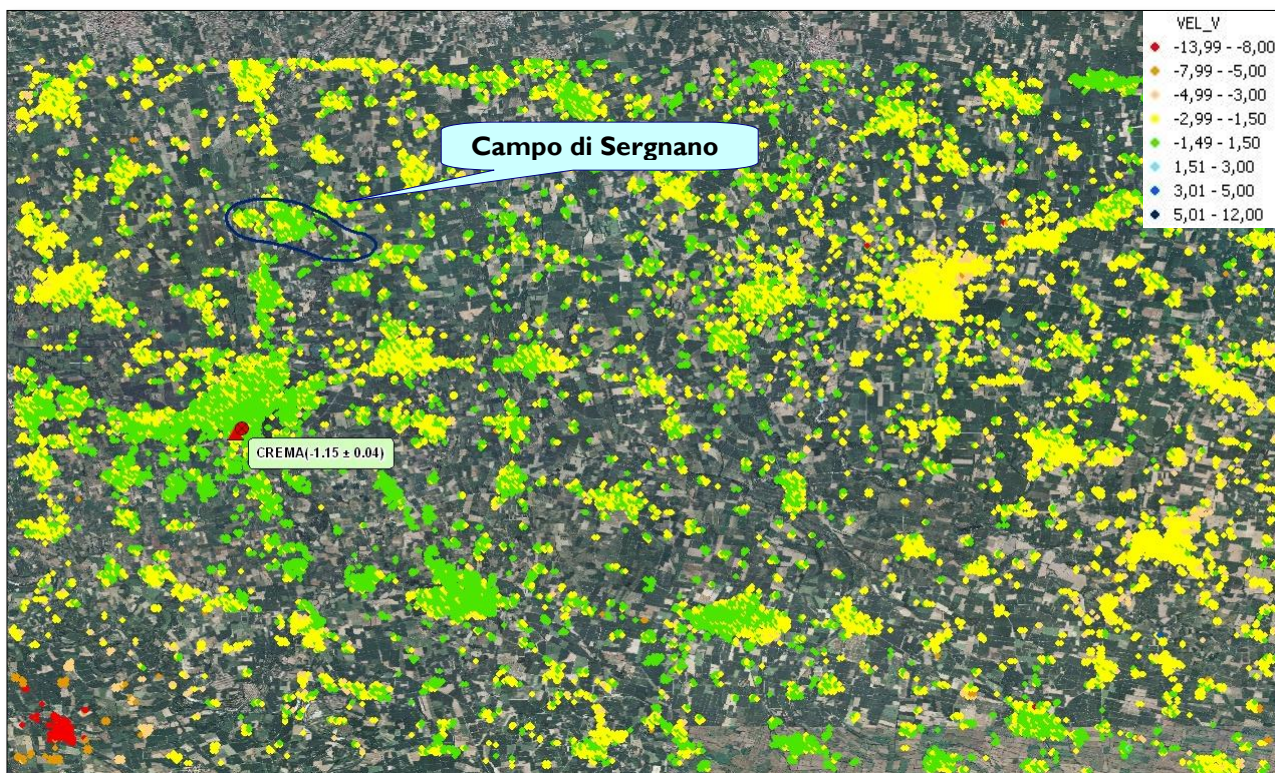 VEL_V
-13,99 - -8,00
-7,99 - -5,00
-4,99 - -3,00
-2,99 - -1,50
-1,49 - 1,50
1,51 - 3,00
3,01 - 5,00
5,01 - 12,00
Campo di Sergnano
CREMA(-1.15 ± 0.04)